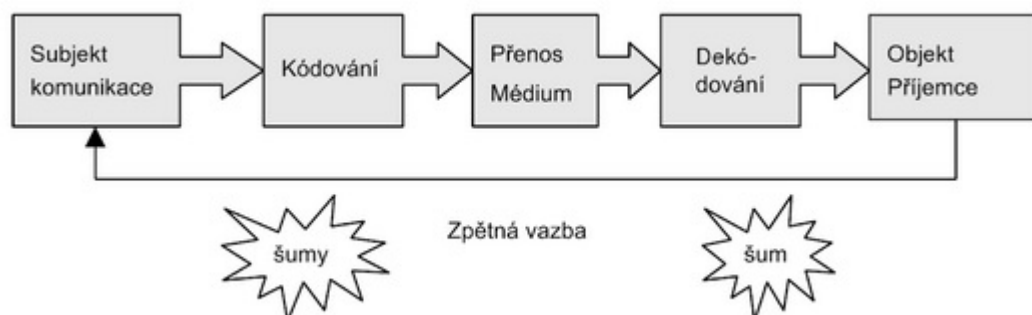 Subjekt
komunikace
Kódování
Přenos
Médium
Dekó-
dování
Objekt
Příjemce
šumy
Zpětná vazba
šum